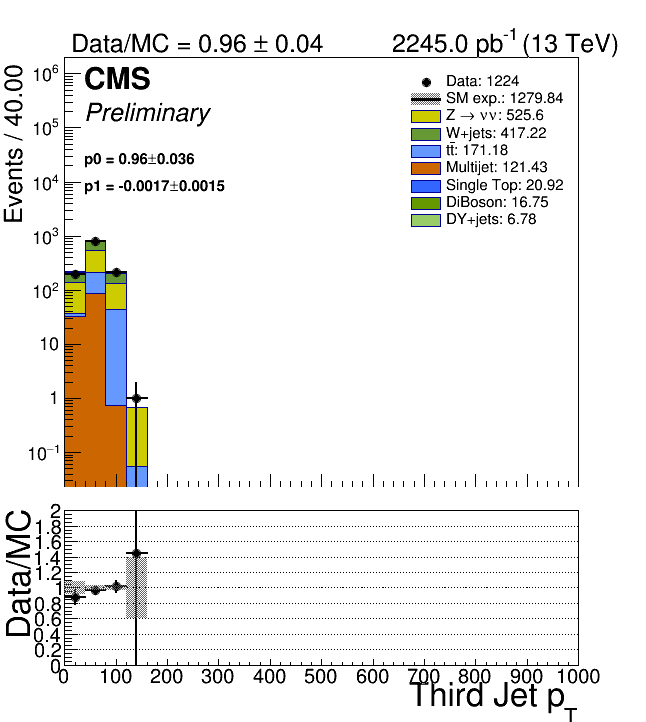 Data/MC = 0.96 ± 0.04 2245.0 pb⁻¹ (13 TeV)
CMS
Preliminary
p0 = 0.96±0.036
p1 = -0.0017±0.0015
Data: 1224
SM exp.: 1279.84
Z → νν: 525.6
W+jets: 417.22
tt̄: 171.18
Multijet: 121.43
Single Top: 20.92
DiBoson: 16.75
DY+jets: 6.78
Events / 40.00
10⁶
10⁵
10⁴
10³
10²
10
1
10⁻¹
Data/MC
2
1.8
1.6
1.4
1.2
1
0.8
0.6
0.4
0.2
0
0 100 200 300 400 500 600 700 800 900 1000
Third Jet p_T